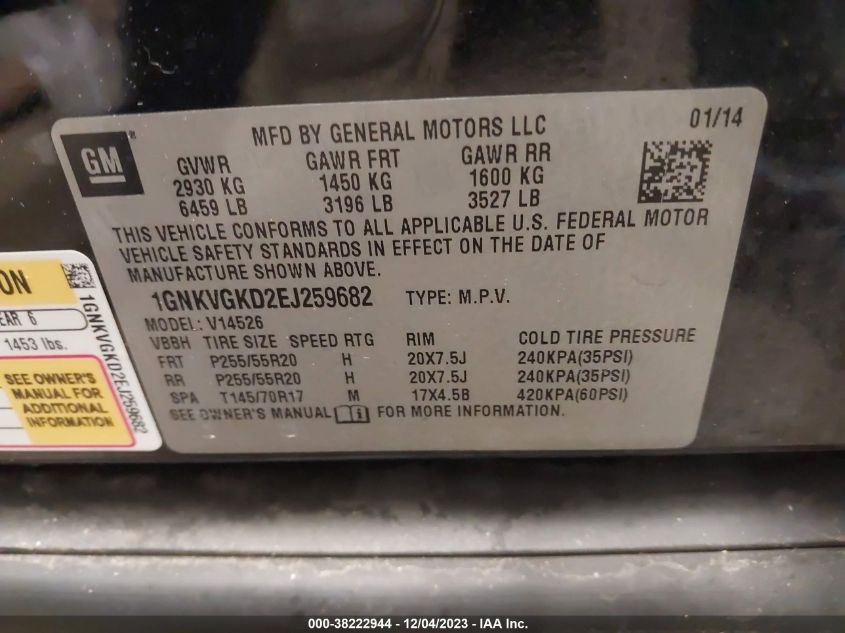 MFD BY GENERAL MOTORS LLC 01/14
GM
GVWR GAWR FRT GAWR RR
2930 KG 1450 KG 1600 KG
6459 LB 3196 LB 3527 LB
THIS VEHICLE CONFORMS TO ALL APPLICABLE U.S. FEDERAL MOTOR
VEHICLE SAFETY STANDARDS IN EFFECT ON THE DATE OF
MANUFACTURE SHOWN ABOVE.
1GNKVGKD2EJ259682 TYPE: M.P.V.
MODEL: V14526
VBBH TIRE SIZE SPEED RTG RIM COLD TIRE PRESSURE
FRT P255/55R20 H 20X7.5J 240KPA(35PSI)
RR P255/55R20 H 20X7.5J 240KPA(35PSI)
SPA T145/70R17 M 17X4.5B 420KPA(60PSI)
SEE OWNER'S MANUAL FOR MORE INFORMATION.
6
1453 lbs.
SEE OWNER'S
MANUAL FOR
ADDITIONAL
INFORMATION
1GNKVGKD2EJ259682
000-38222944 - 12/04/2023 - IAA Inc.